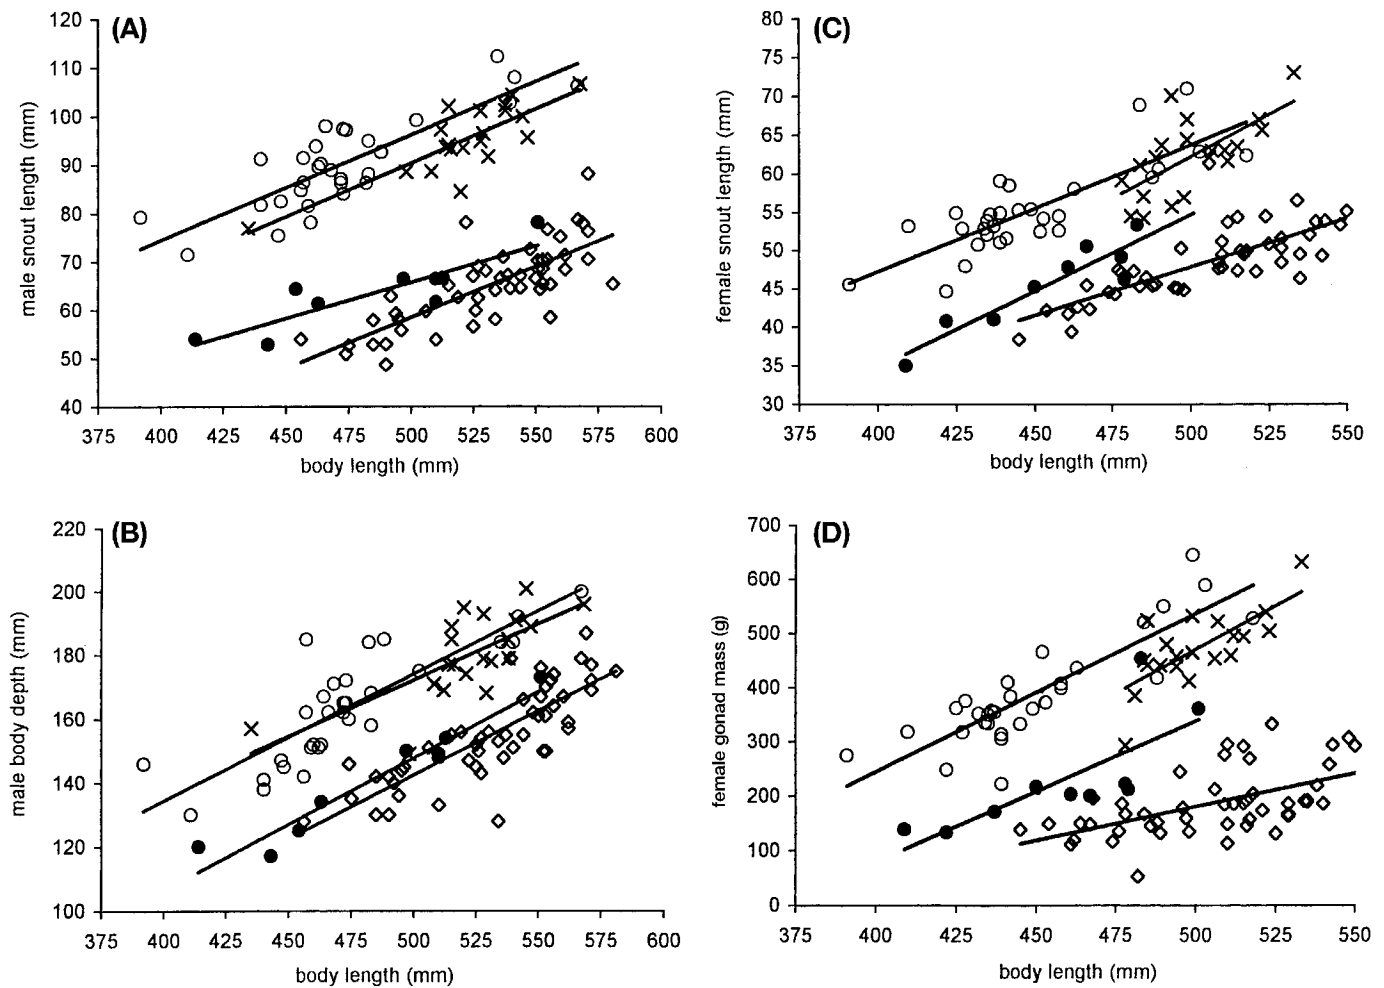 (A)
120
110
100
90
80
70
60
50
40
male snout length (mm)
375 400 425 450 475 500 525 550 575 600
body length (mm)
(C)
80
75
70
65
60
55
50
45
40
35
30
female snout length (mm)
375 400 425 450 475 500 525 550
body length (mm)
(B)
220
200
180
160
140
120
100
male body depth (mm)
375 400 425 450 475 500 525 550 575 600
body length (mm)
(D)
700
600
500
400
300
200
100
0
female gonad mass (g)
375 400 425 450 475 500 525 550
body length (mm)